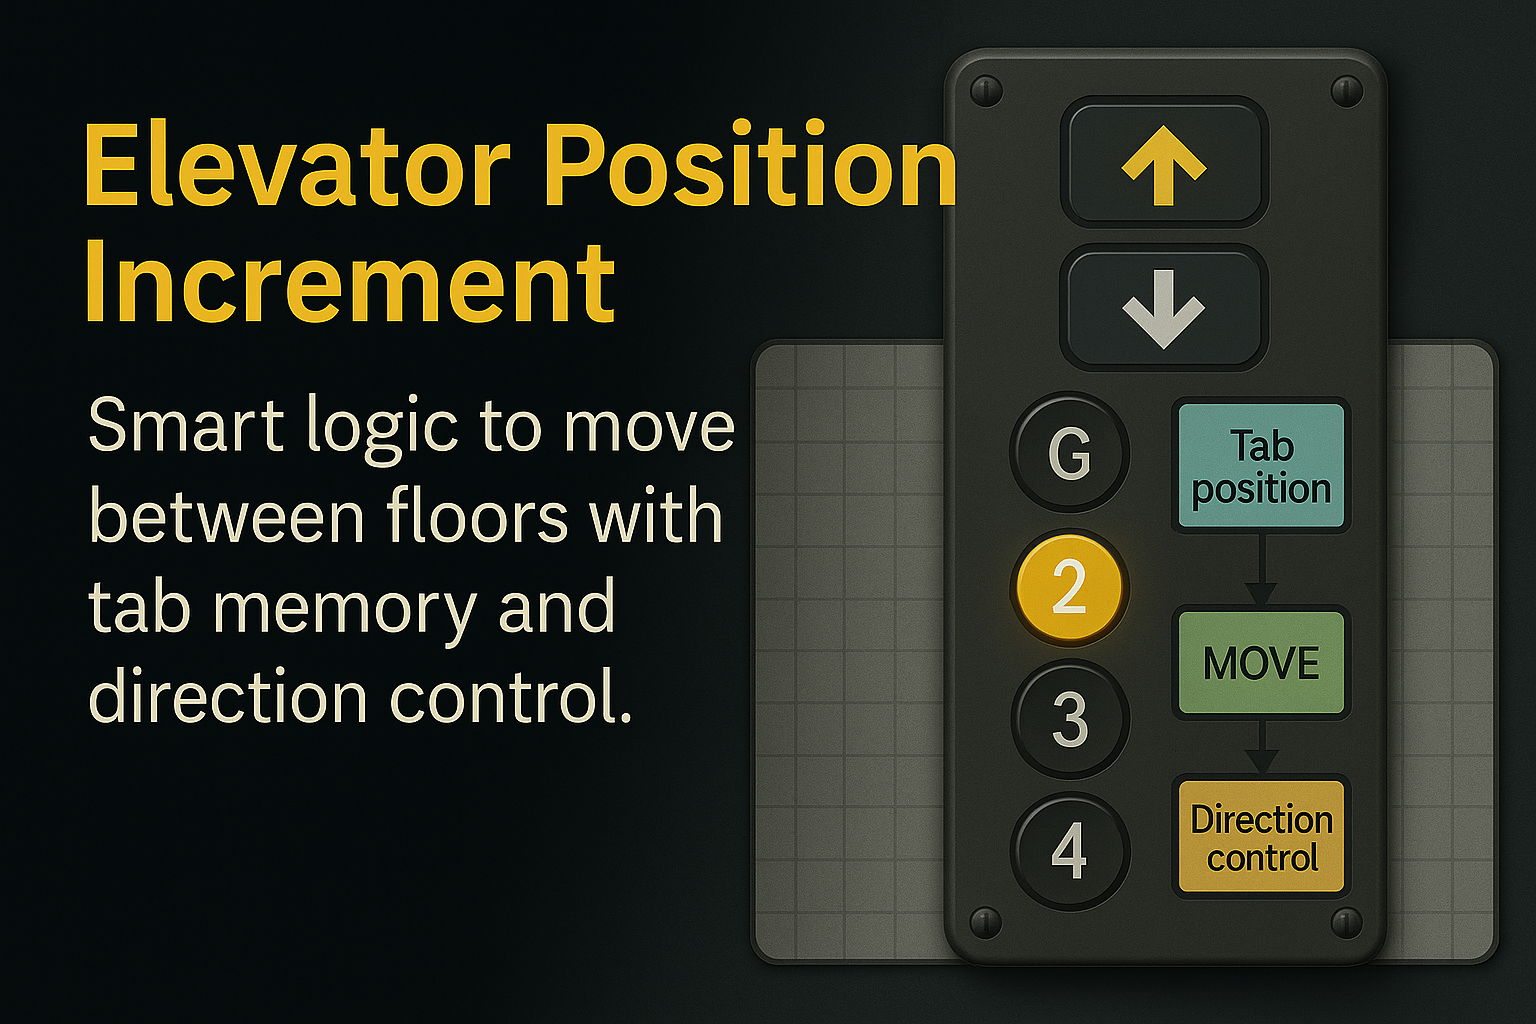 Elevator Position
Increment
Smart logic to move
between floors with
tab memory and
direction control.
G
2
3
4
Tab
position
MOVE
Direction
control